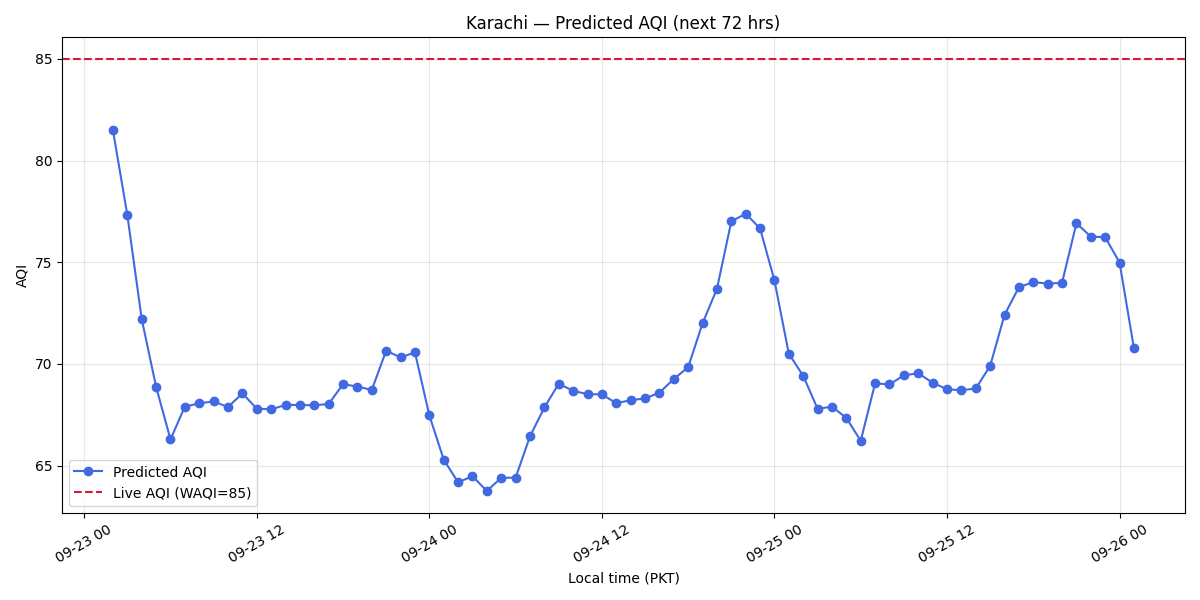 Karachi — Predicted AQI (next 72 hrs)
AQI
85
80
75
70
65
Predicted AQI
Live AQI (WAQI=85)
09-23 00
09-23 12
09-24 00
09-24 12
09-25 00
09-25 12
09-26 00
Local time (PKT)